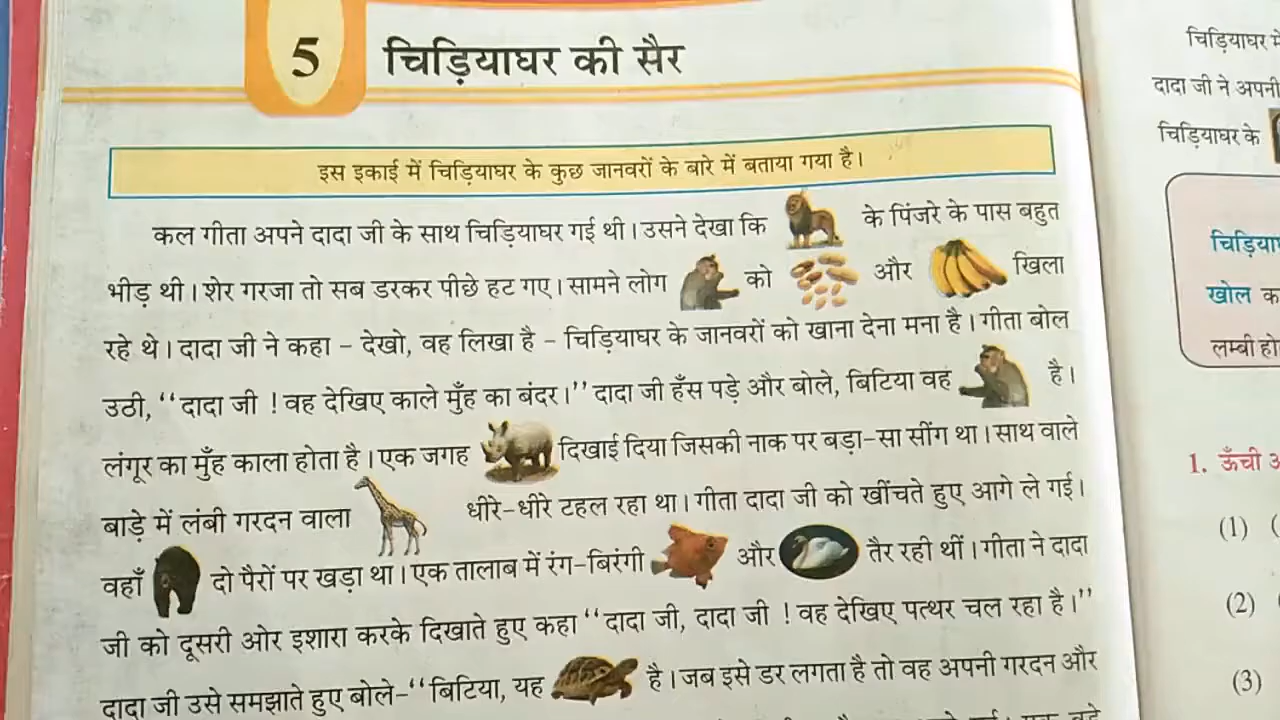 5 चिड़ियाघर की सैर
इस इकाई में चिड़ियाघर के कुछ जानवरों के बारे में बताया गया है।
कल गीता अपने दादा जी के साथ चिड़ियाघर गई थी। उसने देखा कि के पिंजरे के पास बहुत
भीड़ थी। शेर गरजा तो सब डरकर पीछे हट गए। सामने लोग को और खिला
रहे थे। दादा जी ने कहा – देखो, वह लिखा है – चिड़ियाघर के जानवरों को खाना देना मना है। गीता बोल
उठी, ‘‘दादा जी ! वह देखिए काले मुँह का बंदर।’’ दादा जी हँस पड़े और बोले, बिटिया वह है।
लंगूर का मुँह काला होता है। एक जगह दिखाई दिया जिसकी नाक पर बड़ा-सा सींग था। साथ वाले
बाड़े में लंबी गरदन वाला धीरे-धीरे टहल रहा था। गीता दादा जी को खींचते हुए आगे ले गई।
वहाँ दो पैरों पर खड़ा था। एक तालाब में रंग-बिरंगी और तैर रही थीं। गीता ने दादा
जी को दूसरी ओर इशारा करके दिखाते हुए कहा ‘‘दादा जी, दादा जी ! वह देखिए पत्थर चल रहा है।’’
दादा जी उसे समझाते हुए बोले-‘‘बिटिया, यह है। जब इसे डर लगता है तो वह अपनी गरदन और
चिड़ियाघर में
दादा जी ने अपनी
चिड़ियाघर के
खोल
लम्बी हो
1. ऊँची
(1)
(2)
(3)